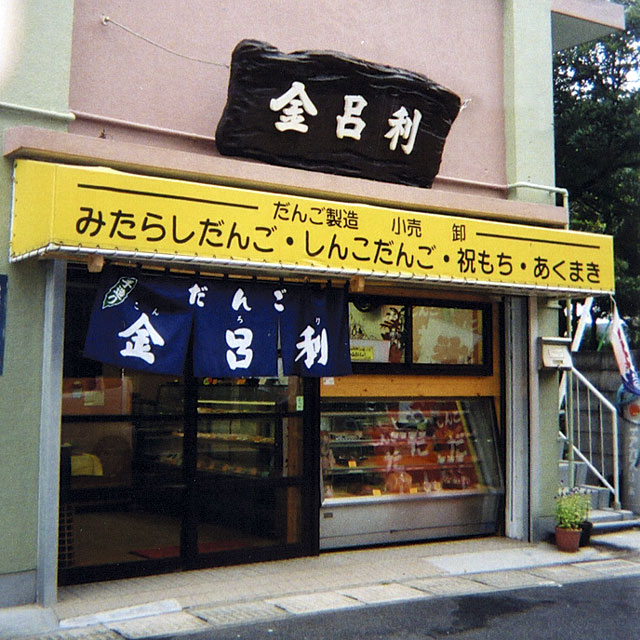 金呂利
だんご製造 小売 卸
みたらしだんご・しんこだんご・祝もち・あくまき
だんご
こんろり
金呂利